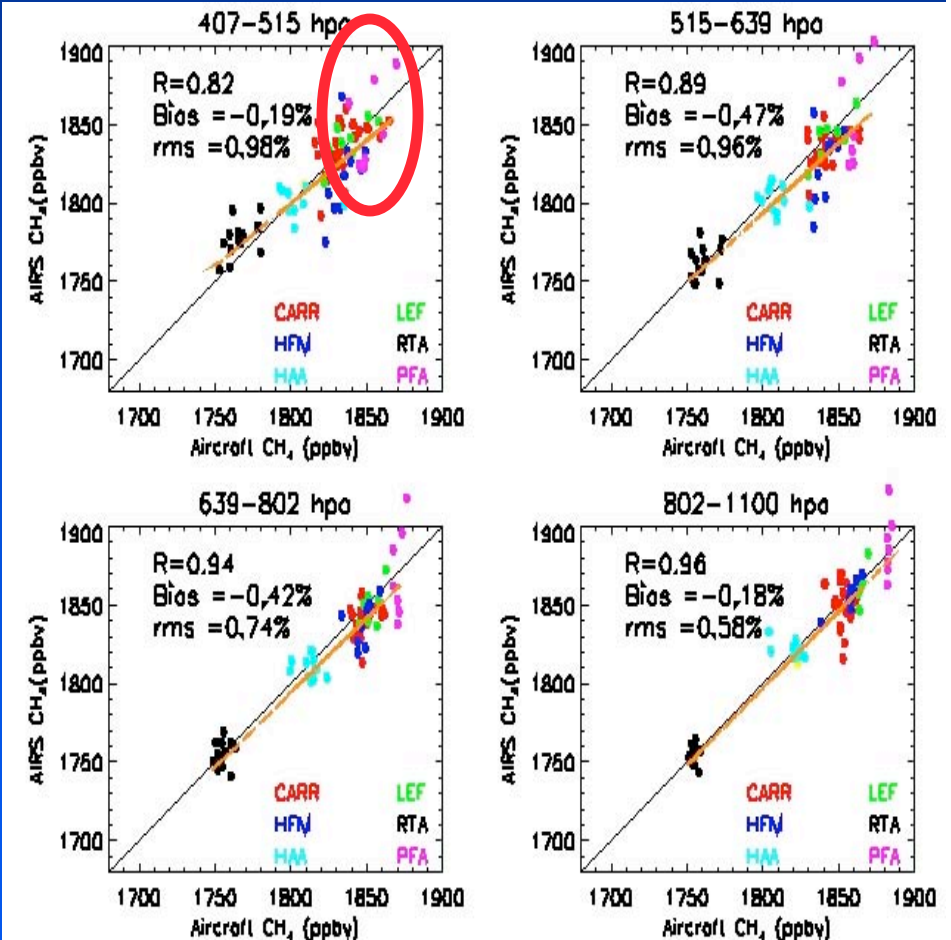 407-515 hpa
1900
1850
1800
1750
1700
AIRS CH₄(ppbv)
R=0.82
Bias =-0.19%
rms =0.98%
CARR LEF
HFM RTA
HAA PFA
1700 1750 1800 1850 1900
Aircraft CH₄ (ppbv)
515-639 hpa
1900
1850
1800
1750
1700
AIRS CH₄(ppbv)
R=0.89
Bias =-0.47%
rms =0.96%
CARR LEF
HFM RTA
HAA PFA
1700 1750 1800 1850 1900
Aircraft CH₄ (ppbv)
639-802 hpa
1900
1850
1800
1750
1700
AIRS CH₄(ppbv)
R=0.94
Bias =-0.42%
rms =0.74%
CARR LEF
HFM RTA
HAA PFA
1700 1750 1800 1850 1900
Aircraft CH₄ (ppbv)
802-1100 hpa
1900
1850
1800
1750
1700
AIRS CH₄(ppbv)
R=0.96
Bias =-0.18%
rms =0.58%
CARR LEF
HFM RTA
HAA PFA
1700 1750 1800 1850 1900
Aircraft CH₄ (ppbv)